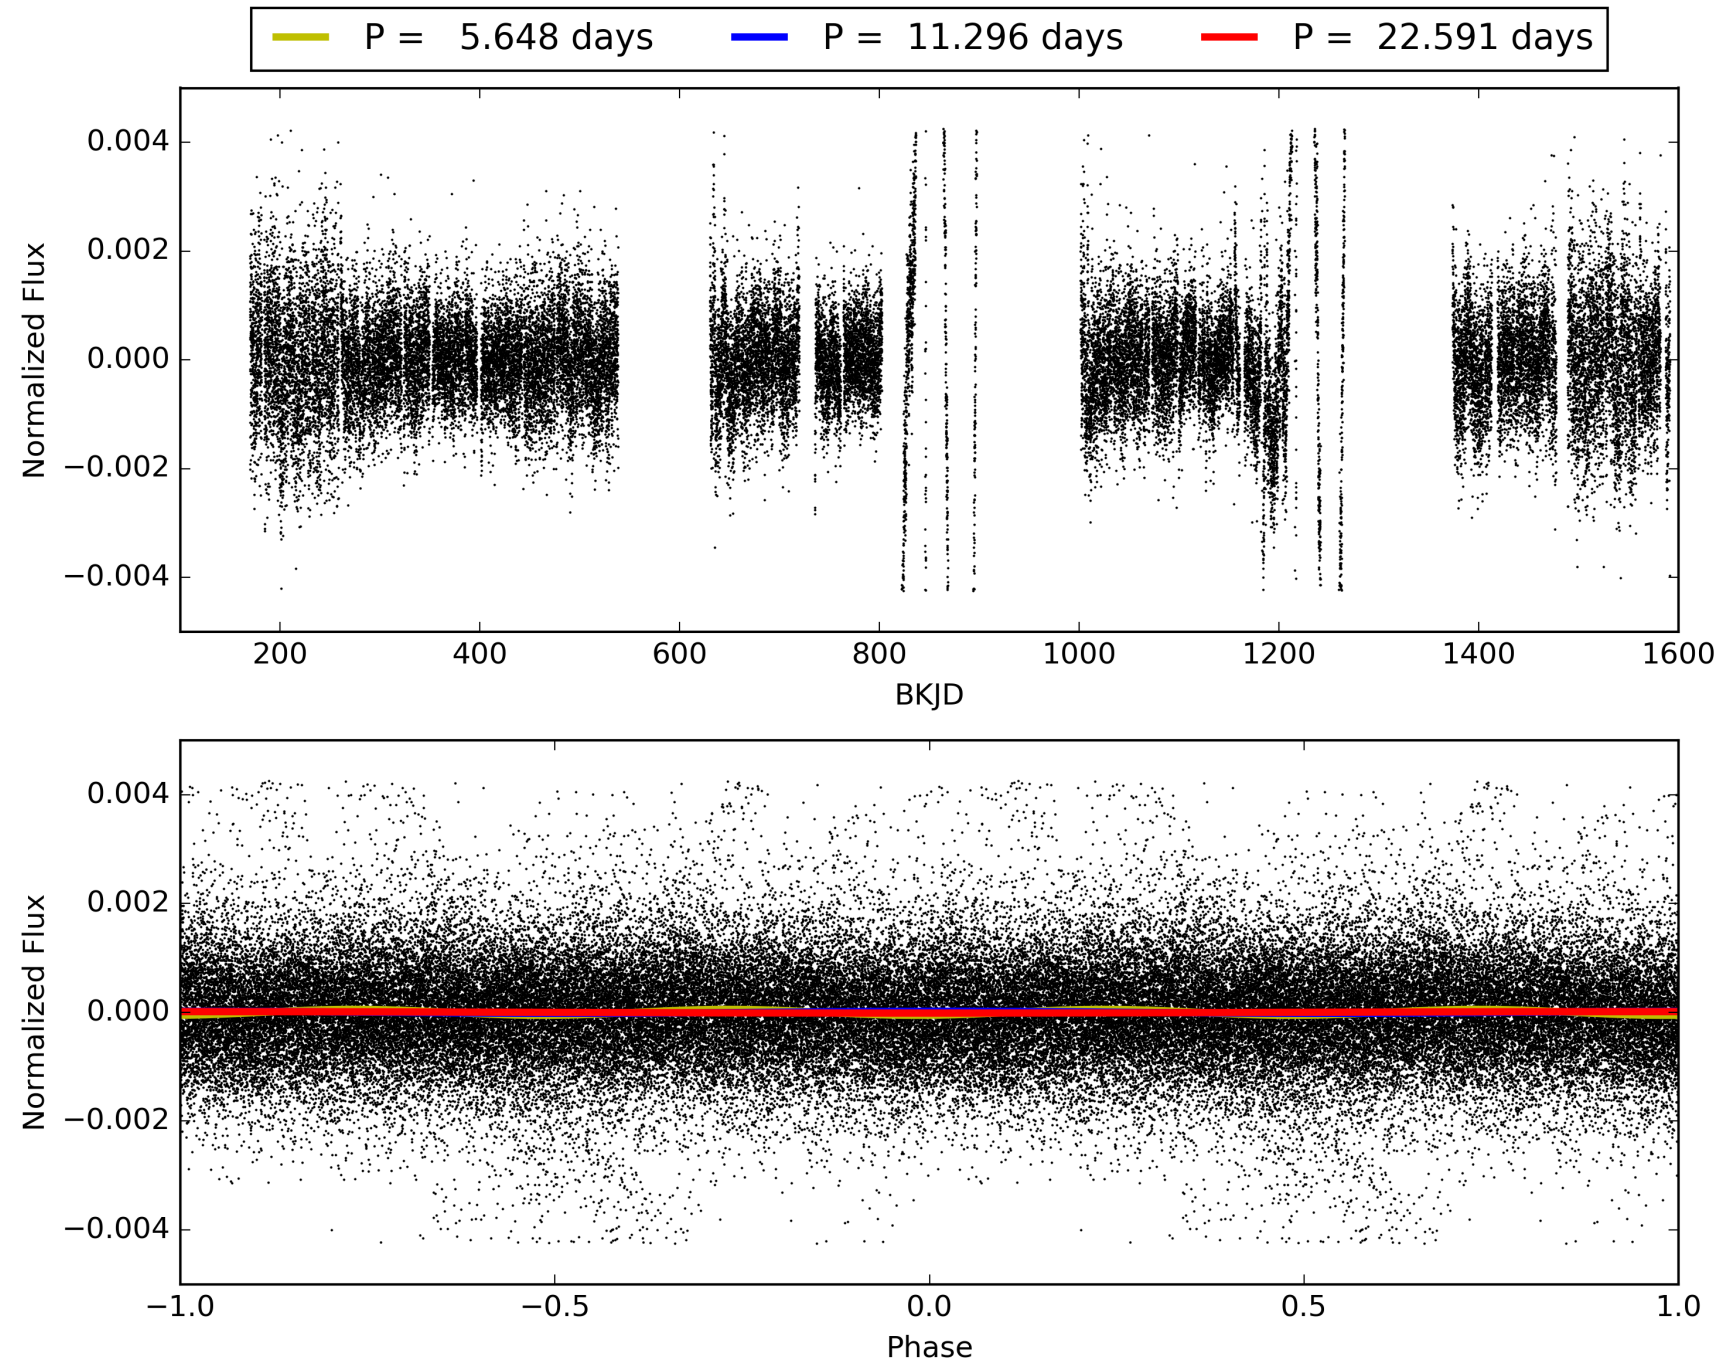 P = 5.648 days P = 11.296 days P = 22.591 days
0.004
0.002
0.000
−0.002
−0.004
Normalized Flux
200 400 600 800 1000 1200 1400 1600
BKJD
0.004
0.002
0.000
−0.002
−0.004
Normalized Flux
−1.0 −0.5 0.0 0.5 1.0
Phase